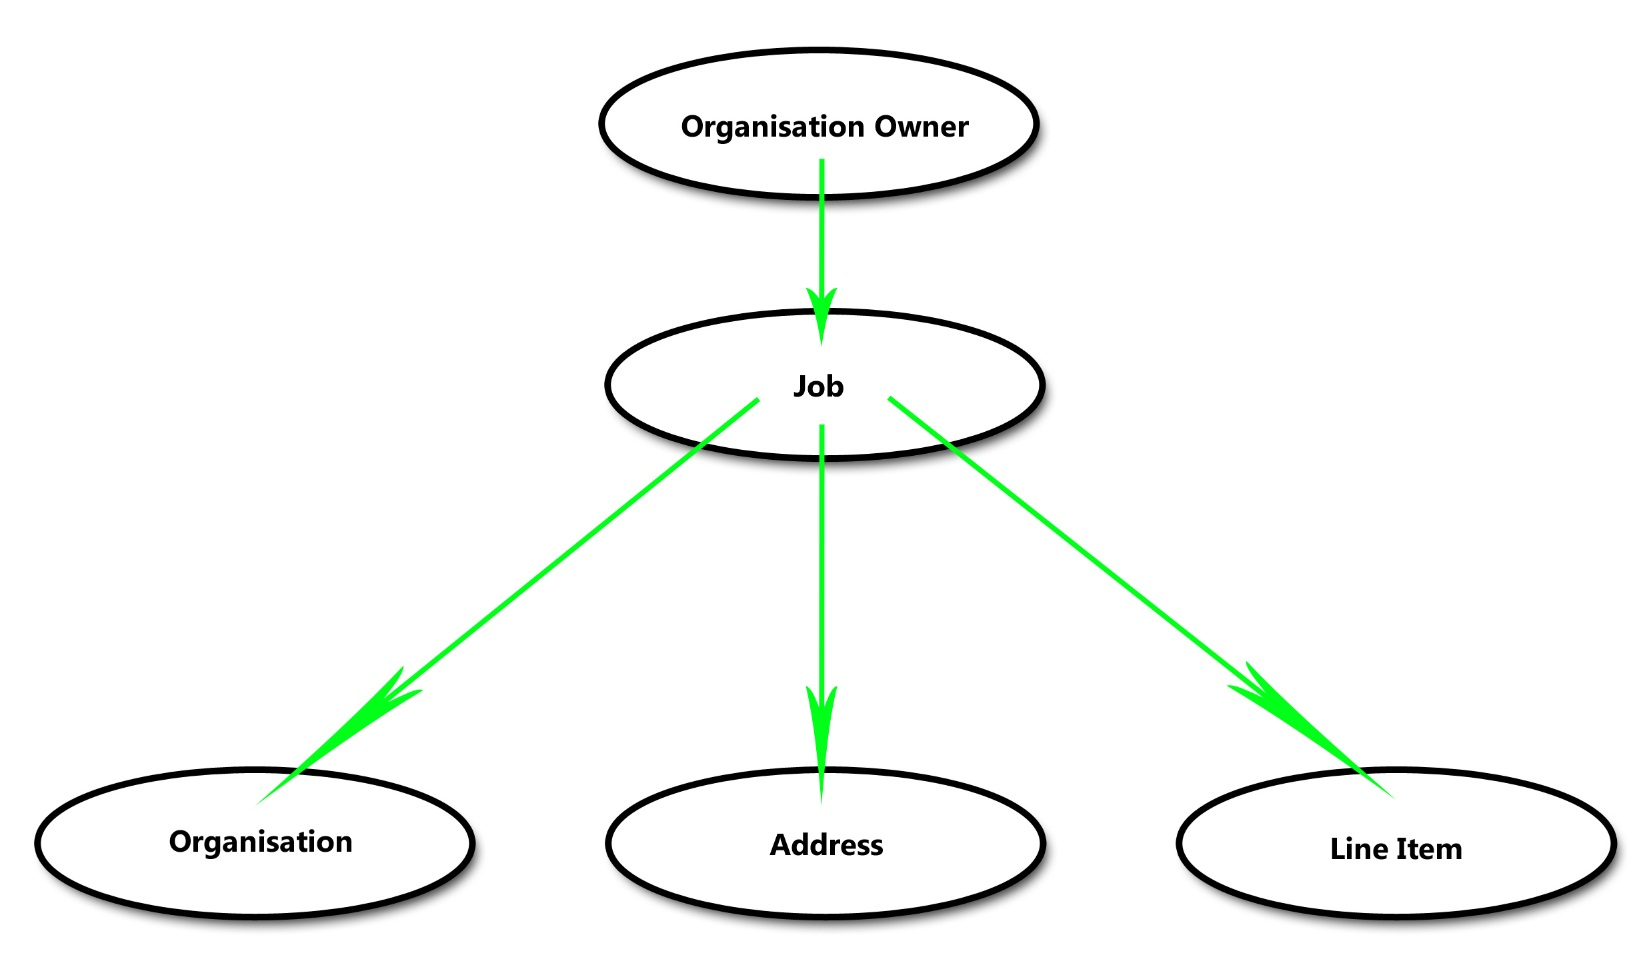 Organisation Owner
Job
Organisation
Address
Line Item